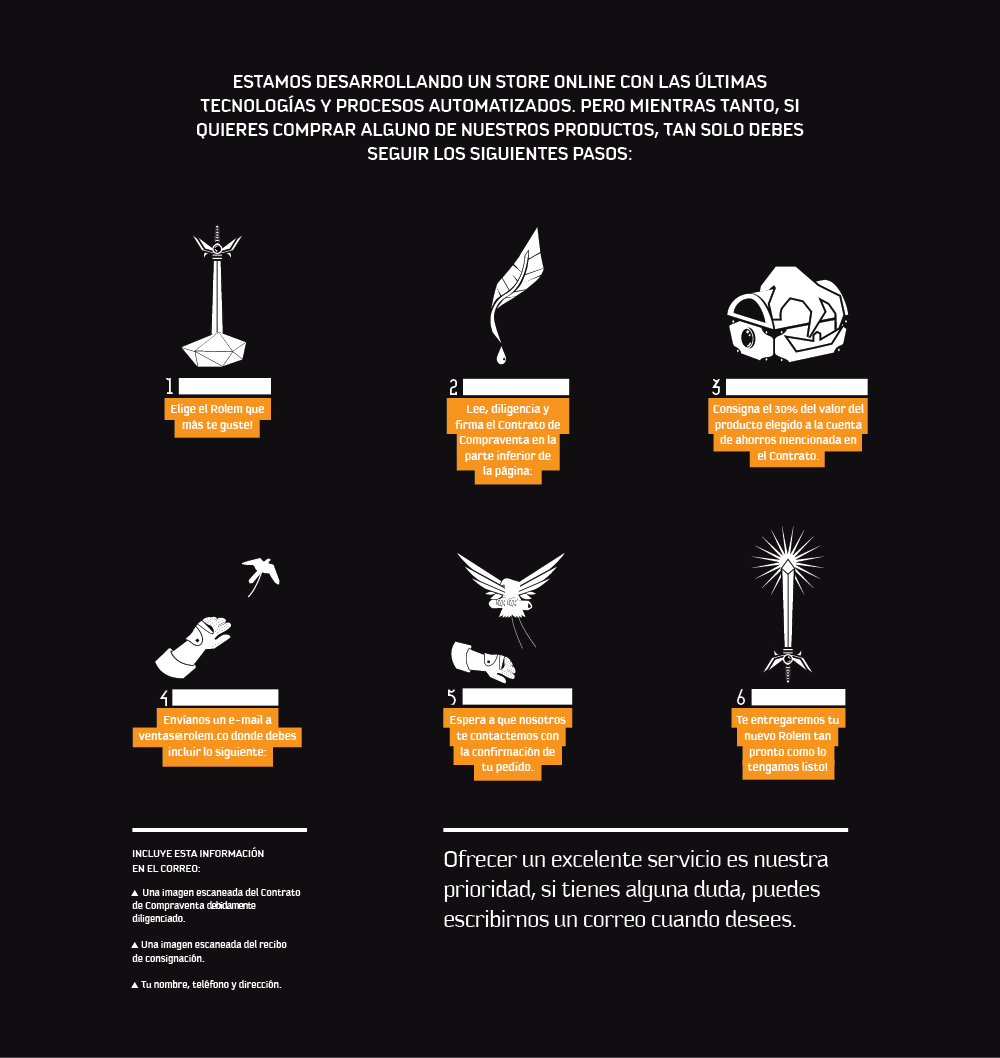 ESTAMOS DESARROLLANDO UN STORE ONLINE CON LAS ÚLTIMAS
TECNOLOGÍAS Y PROCESOS AUTOMATIZADOS. PERO MIENTRAS TANTO, SI
QUIERES COMPRAR ALGUNO DE NUESTROS PRODUCTOS, TAN SOLO DEBES
SEGUIR LOS SIGUIENTES PASOS:
1
Elige el Rolem que
más te guste!
2
Lee, diligencia y
firma el Contrato de
Compraventa en la
parte inferior de
la página:
3
Consigna el 30% del valor del
producto elegido a la cuenta
de ahorros mencionada en
el Contrato.
4
Envíanos un e-mail a
ventas@rolem.co donde debes
incluir lo siguiente:
5
Espera a que nosotros
te contactemos con
la confirmación de
tu pedido.
6
Te entregaremos tu
nuevo Rolem tan
pronto como lo
tengamos listo!
INCLUYE ESTA INFORMACIÓN
EN EL CORREO:
▲ Una imagen escaneada del Contrato
de Compraventa debidamente
diligenciado.
▲ Una imagen escaneada del recibo
de consignación.
▲ Tu nombre, teléfono y dirección.
Ofrecer un excelente servicio es nuestra
prioridad, si tienes alguna duda, puedes
escribirnos un correo cuando desees.